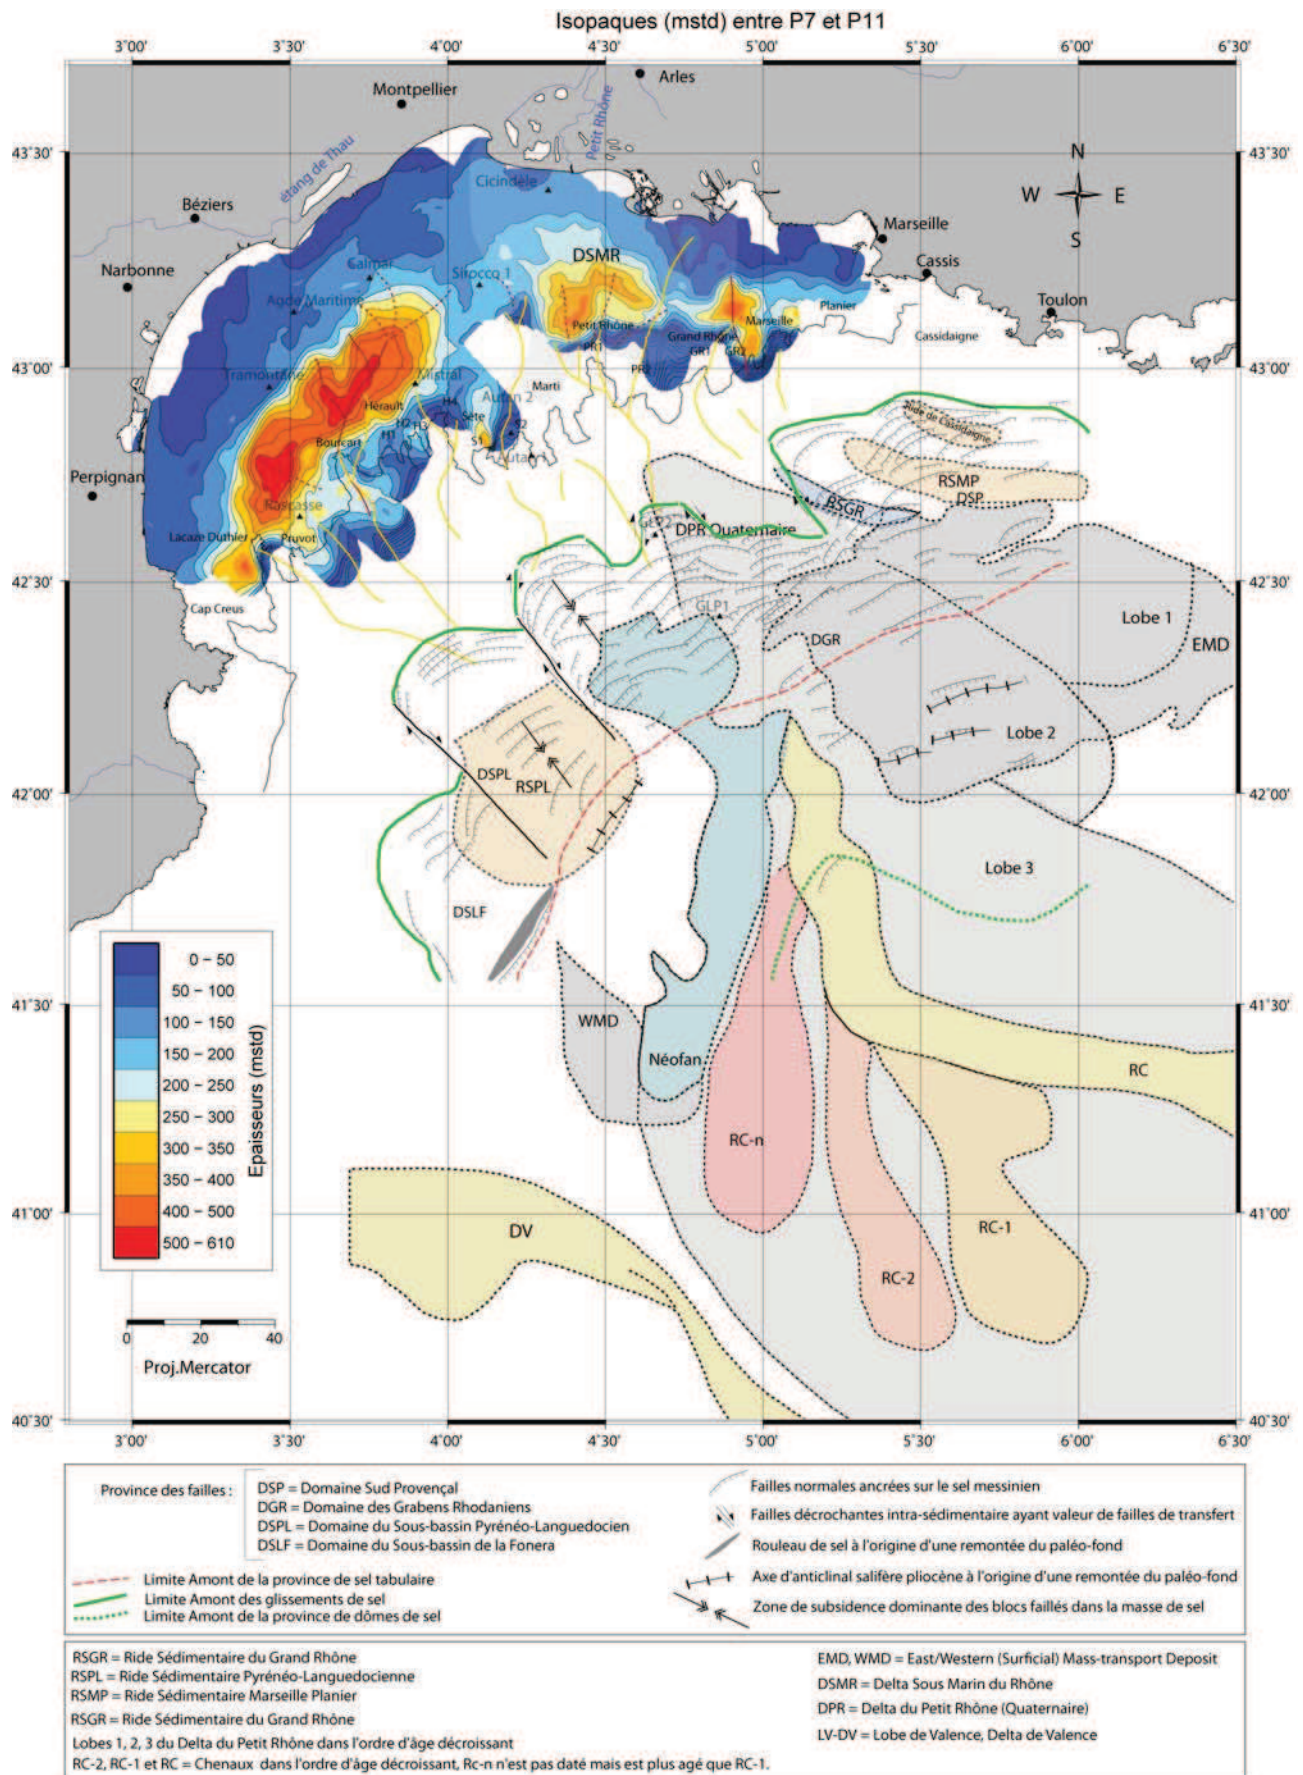 Isopaques (mstd) entre P7 et P11
3°00' 3°30' 4°00' 4°30' 5°00' 5°30' 6°00' 6°30'
Arles
Montpellier
Petit Rhône
43°30' 43°30'
étang de Thau
Cicindèle
N
W E
S
Béziers
Marseille
DSMR
Narbonne
Calmar
Sirocco 1
Cassis
Agde Maritime
Planier
Toulon
Petit Rhône
Marseille
Grand Rhône
Cassidaigne
PR1
GR1 GR2
43°00' 43°00'
PR2
Tramontane
Mistral
Marti
Autan 2
Hérault
H4
Sète
H2 H3
H1
S2
S1
Bourcart
Autan 1
Ride de Cassidaigne
Perpignan
RSMP
DSP
RSGR
Rascasse
DPR Quaternaire
GLP2
Lacaze Duthier
Pruvot
42°30' 42°30'
Cap Creus
GLP1
Lobe 1
DGR
EMD
Lobe 2
DSPL
RSPL
42°00' 42°00'
Lobe 3
DSLF
41°30' 41°30'
WMD
Néofan
RC
RC-n
41°00' 41°00'
DV
RC-1
RC-2
Epaisseurs (mstd)
0 – 50
50 – 100
100 – 150
150 – 200
200 – 250
250 – 300
300 – 350
350 – 400
400 – 500
500 – 610
0 20 40
Proj.Mercator
40°30' 40°30'
3°00' 3°30' 4°00' 4°30' 5°00' 5°30' 6°00' 6°30'
Province des failles :
DSP = Domaine Sud Provençal
DGR = Domaine des Grabens Rhodaniens
DSPL = Domaine du Sous-bassin Pyrénéo-Languedocien
DSLF = Domaine du Sous-bassin de la Fonera
Limite Amont de la province de sel tabulaire
Limite Amont des glissements de sel
Limite Amont de la province de dômes de sel
Failles normales ancrées sur le sel messinien
Failles décrochantes intra-sédimentaire ayant valeur de failles de transfert
Rouleau de sel à l'origine d'une remontée du paléo-fond
Axe d'anticlinal salifère pliocène à l'origine d'une remontée du paléo-fond
Zone de subsidence dominante des blocs faillés dans la masse de sel
RSGR = Ride Sédimentaire du Grand Rhône
RSPL = Ride Sédimentaire Pyrénéo-Languedocienne
RSMP = Ride Sédimentaire Marseille Planier
RSGR = Ride Sédimentaire du Grand Rhône
Lobes 1, 2, 3 du Delta du Petit Rhône dans l'ordre d'âge décroissant
RC-2, RC-1 et RC = Chenaux dans l'ordre d'âge décroissant, Rc-n n'est pas daté mais est plus agé que RC-1.
EMD, WMD = East/Western (Surficial) Mass-transport Deposit
DSMR = Delta Sous Marin du Rhône
DPR = Delta du Petit Rhône (Quaternaire)
LV-DV = Lobe de Valence, Delta de Valence